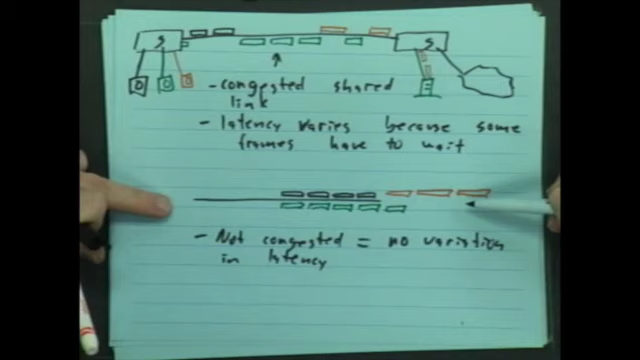 S S
- congested shared
link
- latency varies because some
frames have to wait
- Not congested = no variation
in latency